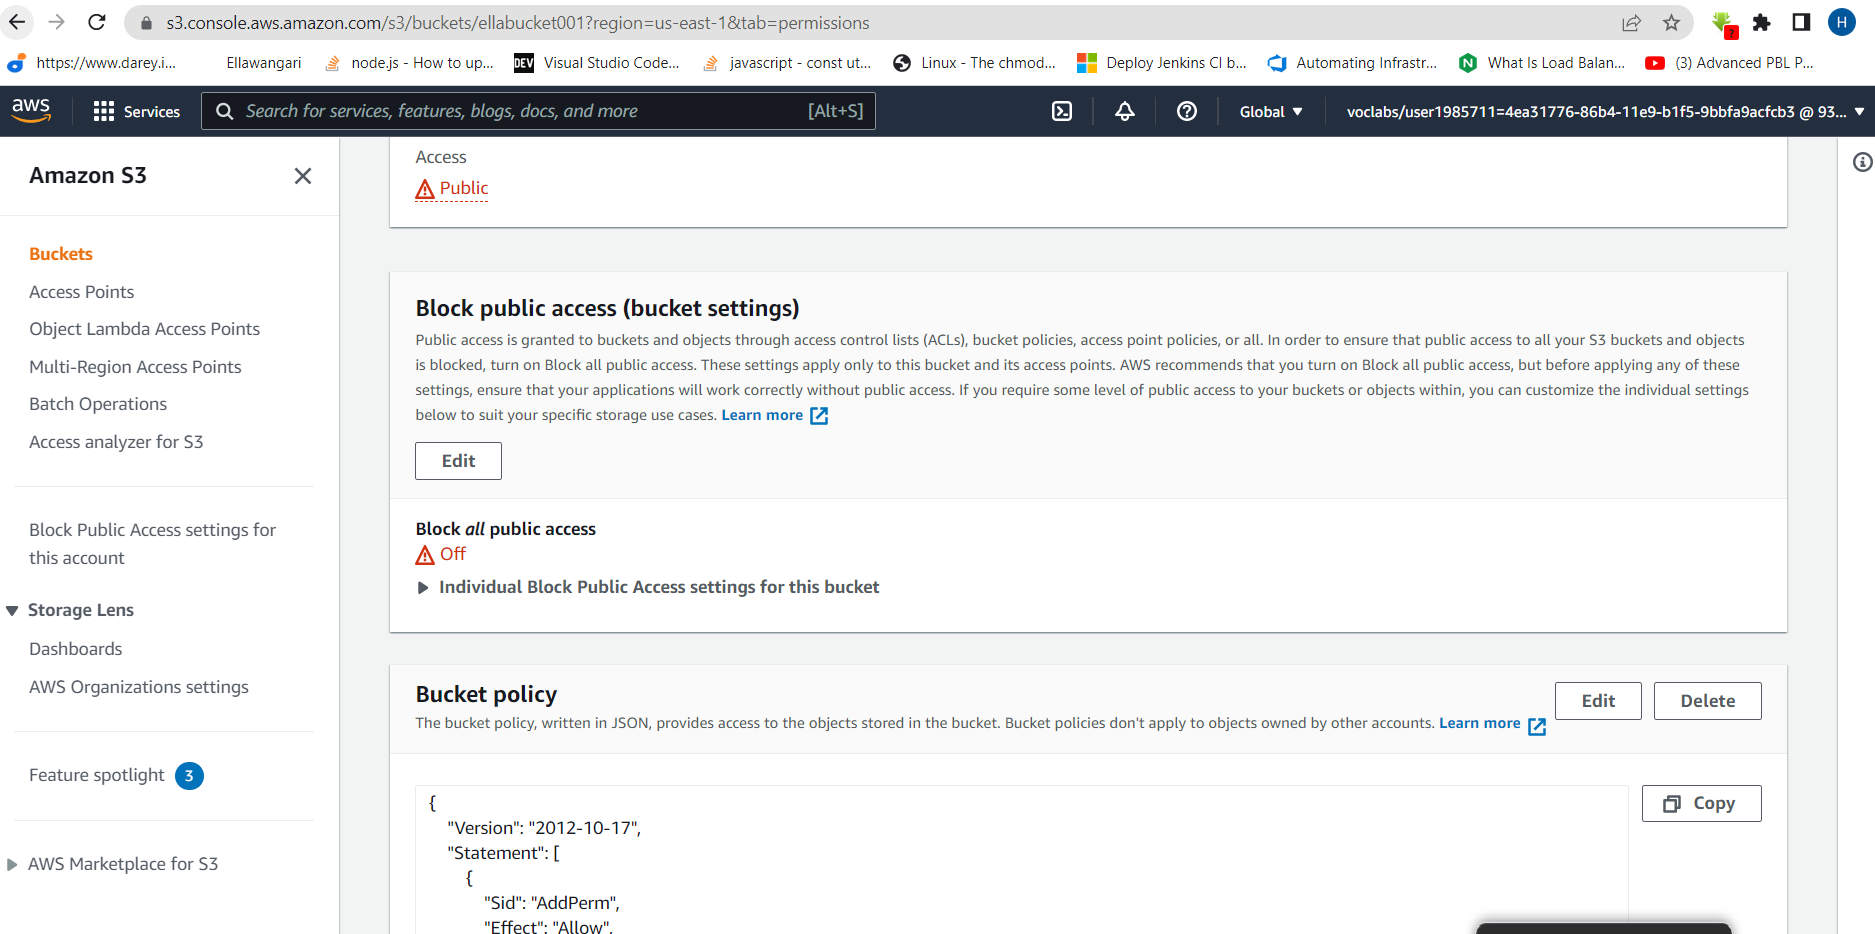 s3.console.aws.amazon.com/s3/buckets/ellabucket001?region=us-east-1&tab=permissions
?
H
https://www.darey.i...
Ellawangari
node.js - How to up...
DEV
Visual Studio Code...
javascript - const ut...
Linux - The chmod...
Deploy Jenkins CI b...
Automating Infrastr...
N
What Is Load Balan...
(3) Advanced PBL P...
aws
Services
Search for services, features, blogs, docs, and more
[Alt+S]
Global
voclabs/user1985711=4ea31776-86b4-11e9-b1f5-9bbfa9acfcb3 @ 93...
Amazon S3
Buckets
Access Points
Object Lambda Access Points
Multi-Region Access Points
Batch Operations
Access analyzer for S3
Block Public Access settings for
this account
Storage Lens
Dashboards
AWS Organizations settings
Feature spotlight 3
AWS Marketplace for S3
Access
Public
Block public access (bucket settings)
Public access is granted to buckets and objects through access control lists (ACLs), bucket policies, access point policies, or all. In order to ensure that public access to all your S3 buckets and objects
is blocked, turn on Block all public access. These settings apply only to this bucket and its access points. AWS recommends that you turn on Block all public access, but before applying any of these
settings, ensure that your applications will work correctly without public access. If you require some level of public access to your buckets or objects within, you can customize the individual settings
below to suit your specific storage use cases. Learn more
Edit
Block all public access
Off
Individual Block Public Access settings for this bucket
Bucket policy
The bucket policy, written in JSON, provides access to the objects stored in the bucket. Bucket policies don't apply to objects owned by other accounts. Learn more
Edit
Delete
Copy
{
"Version": "2012-10-17",
"Statement": [
{
"Sid": "AddPerm",
"Effect": "Allow",